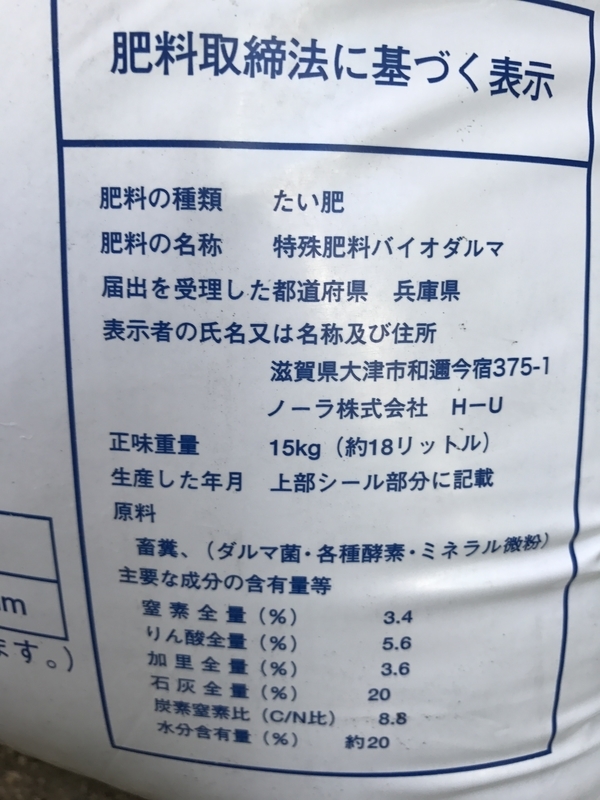 肥料取締法に基づく表示
肥料の種類 たい肥
肥料の名称 特殊肥料バイオダルマ
届出を受理した都道府県 兵庫県
表示者の氏名又は名称及び住所
滋賀県大津市和邇今宿375-1
ノーラ株式会社 H－U
正味重量 15kg（約18リットル）
生産した年月 上部シール部分に記載
原料
畜糞、（ダルマ菌・各種酵素・ミネラル微粉）
主要な成分の含有量等
窒素全量（%） 3.4
りん酸全量（%） 5.6
加里全量（%） 3.6
石灰全量（%） 20
炭素窒素比（C/N比） 8.8
水分含有量（%） 約20
m
ます。）